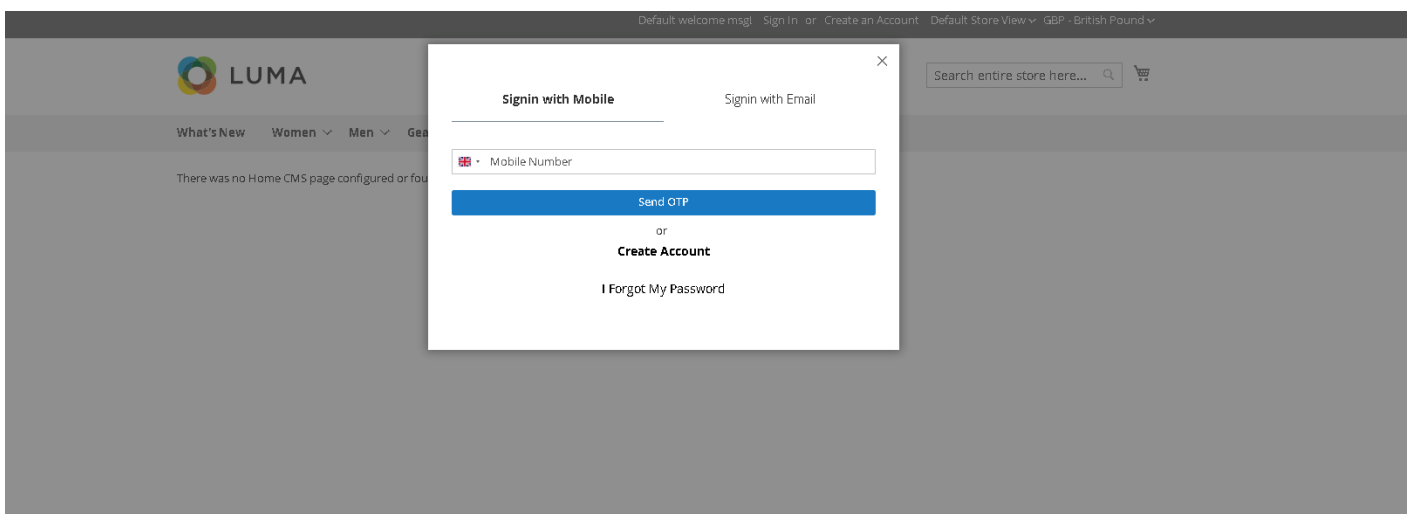 Default welcome msg! Sign In or Create an Account Default Store View GBP - British Pound
LUMA
Search entire store here...
What's New Women Men Gea
There was no Home CMS page configured or fou
Signin with Mobile Signin with Email
Mobile Number
Send OTP
or
Create Account
I Forgot My Password